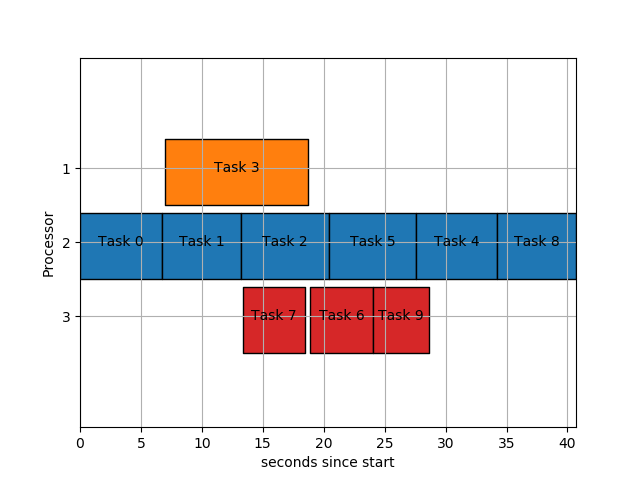 1
Task 3
2
Task 0 Task 1 Task 2 Task 5 Task 4 Task 8
3
Task 7 Task 6 Task 9
Processor
0 5 10 15 20 25 30 35 40
seconds since start